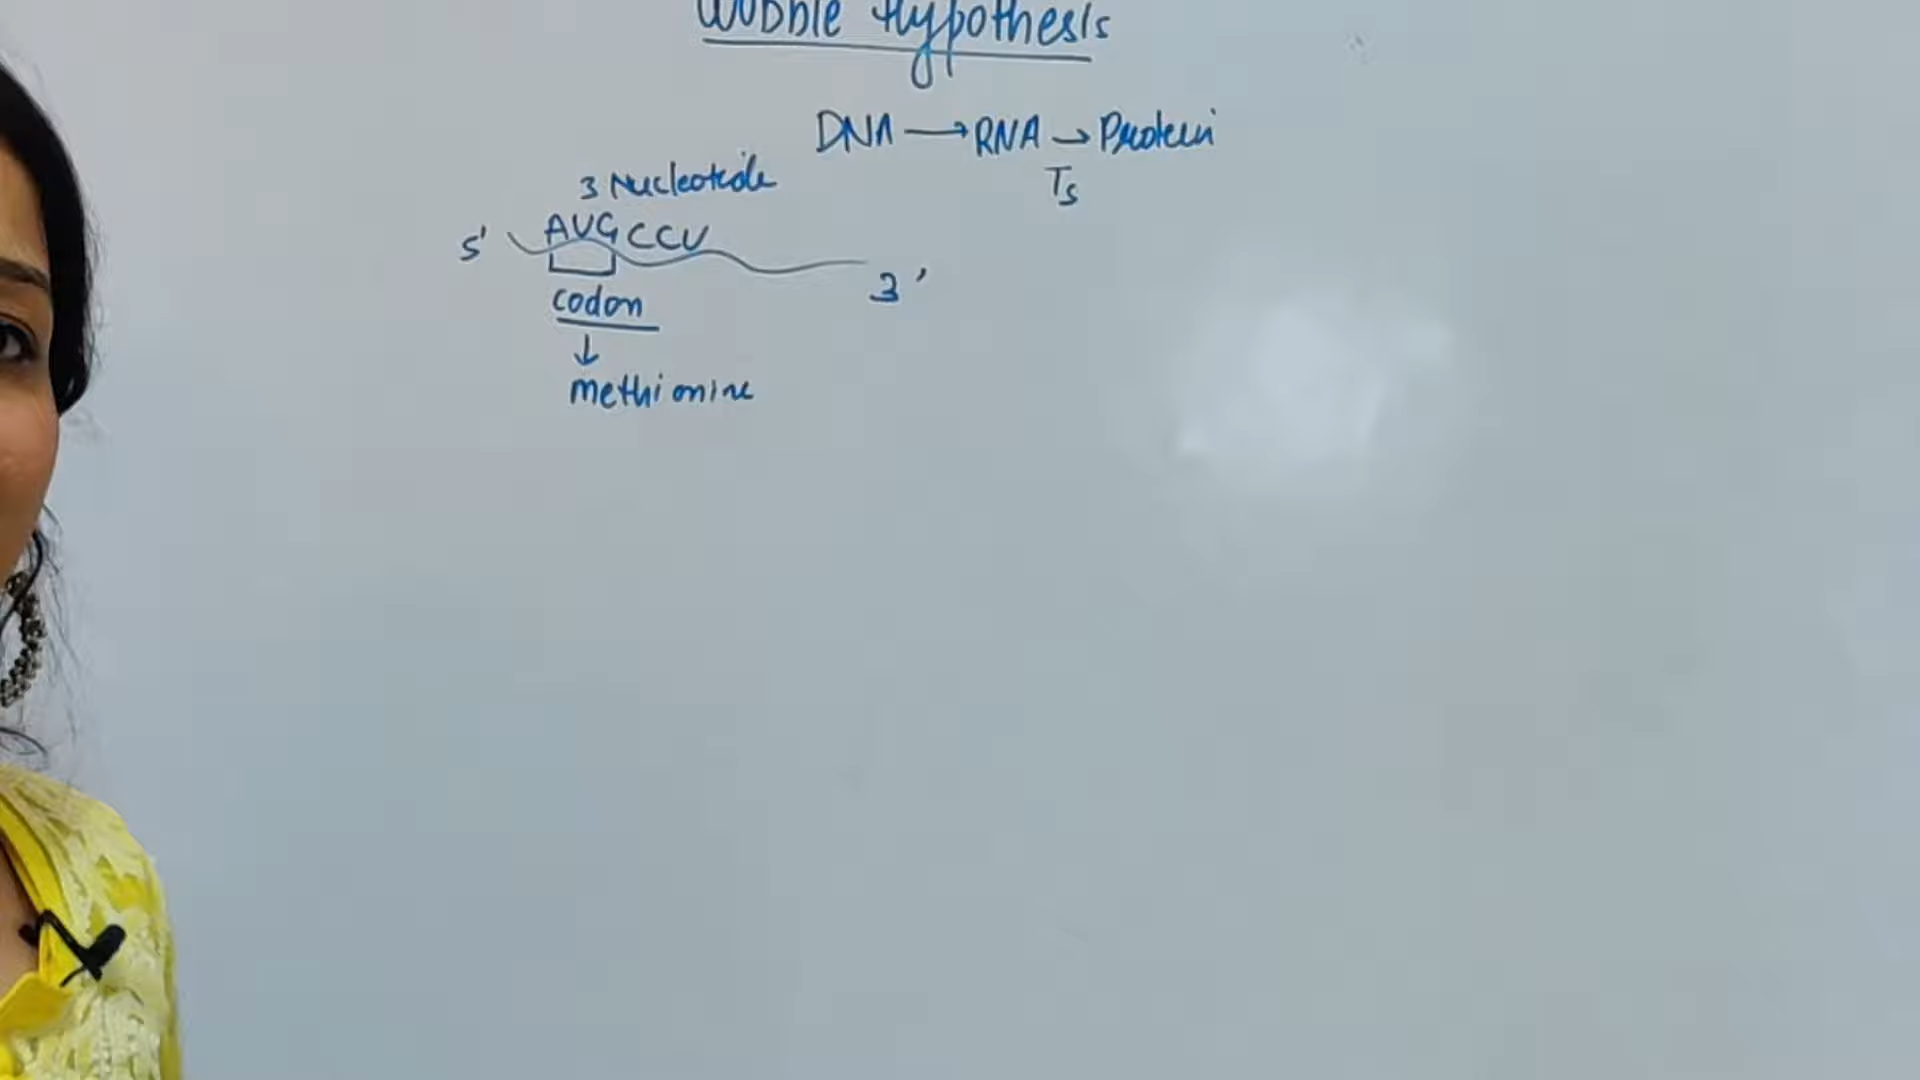 Wobble Hypothesis
DNA → RNA → Protein
Ts
3 Nucleotide
5' AUGCCU 3'
codon
↓
methionine